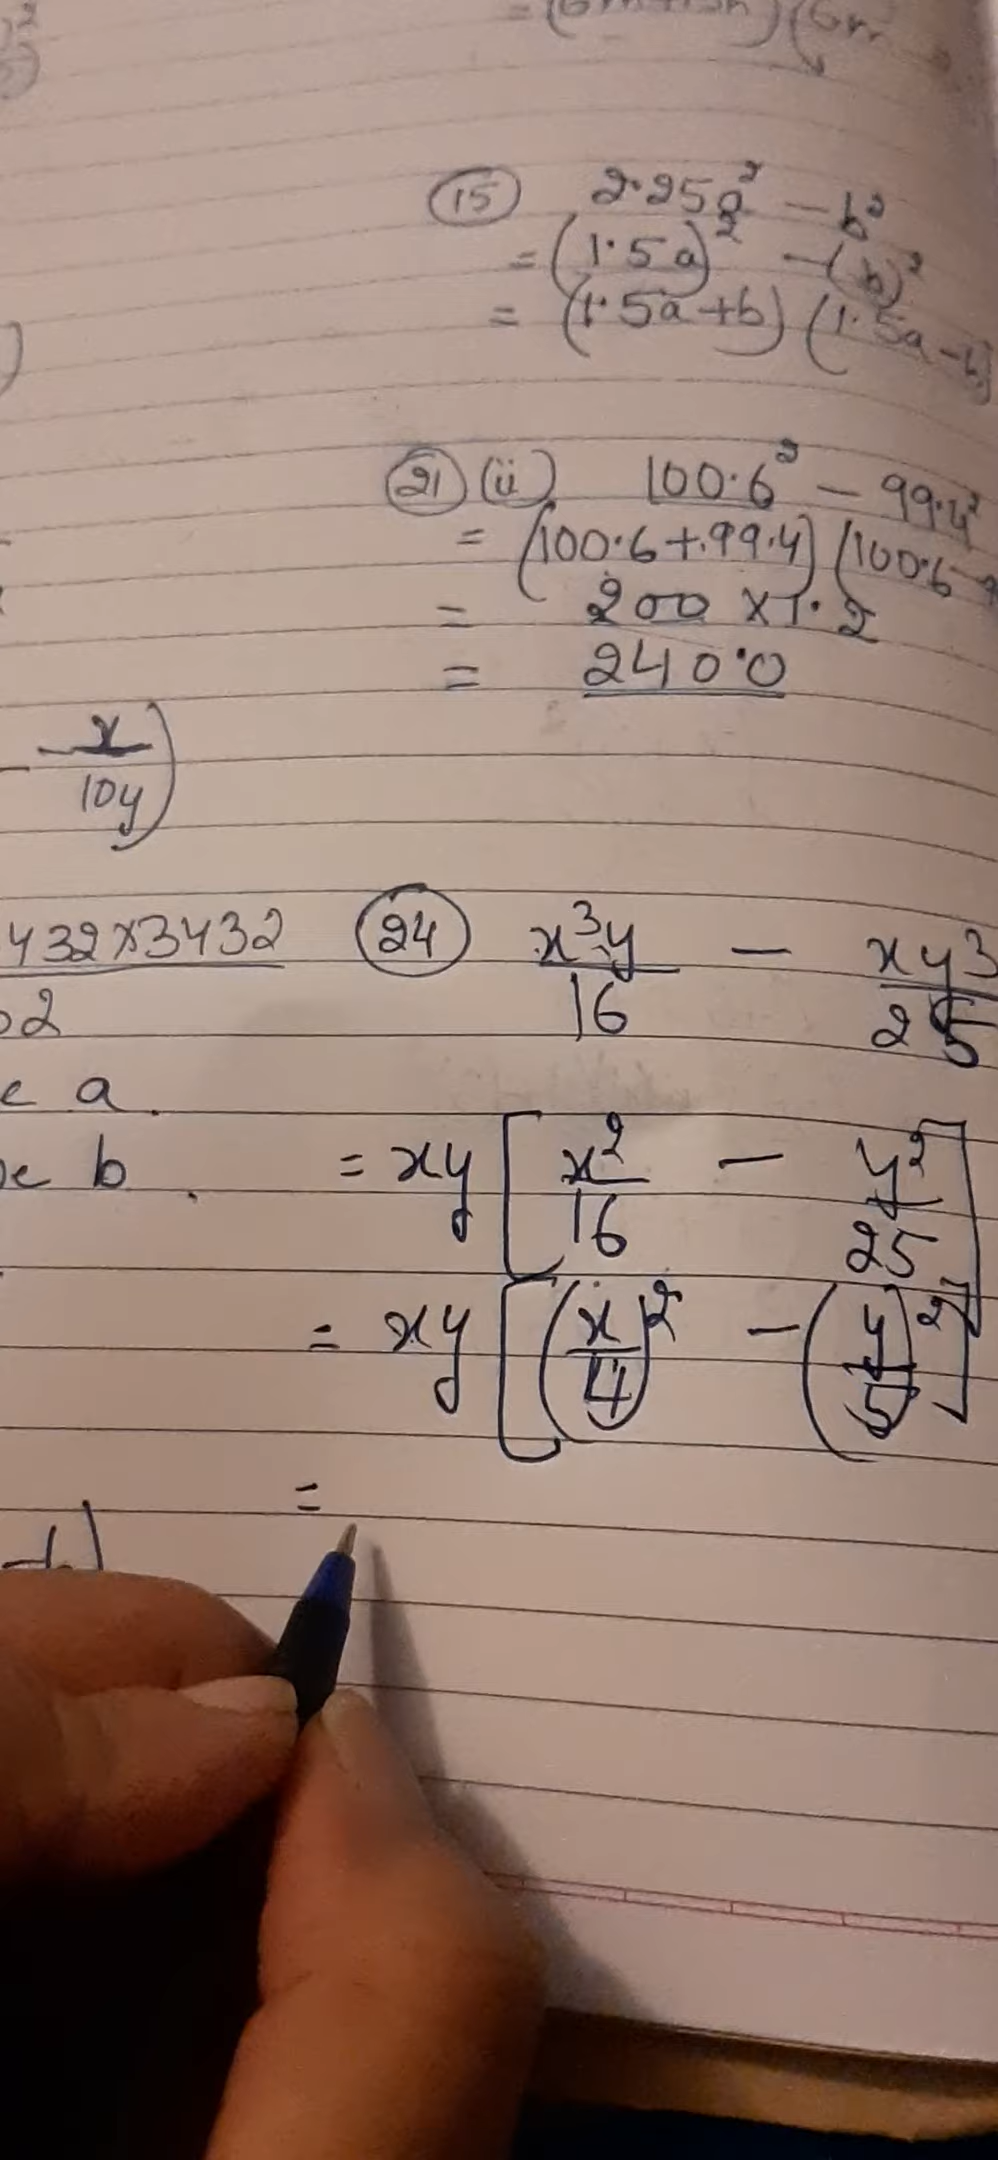 (15) 2.25a² - b²
= (1.5a)² - (b)²
= (1.5a+b) (1.5a-b)
(21) (ii) 100.6² - 99.4²
= (100.6+99.4) (100.6-
= 200 x 1.2
= 240.0
- x/10y)
432x3432
02
a.
b.
(24) x³y/16 - xy³/25
= xy [x²/16 - y²/25]
= xy [(x/4)² - (y/5)²]
=